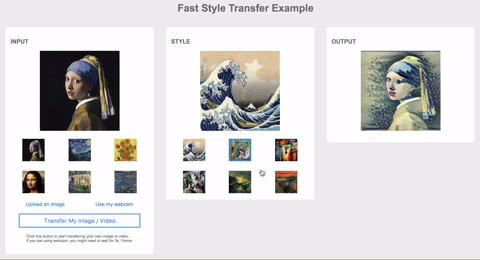 Fast Style Transfer Example
INPUT
STYLE
OUTPUT
Upload an image
Use my webcam
Transfer My Image / Video
Click this button to start transfering your own image or video.
If you are using webcam, you might need to wait for 3s / frame.